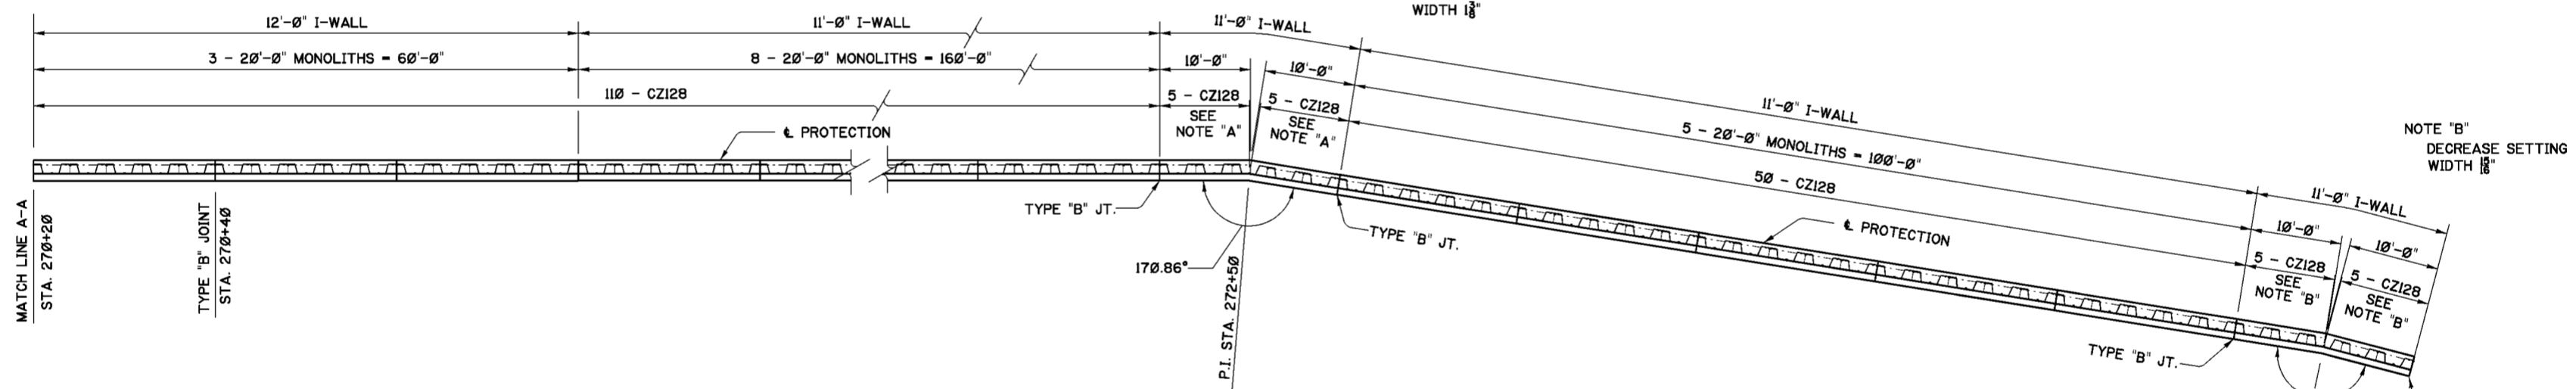 WIDTH 1 3/8"
12'-0" I-WALL
11'-0" I-WALL
11'-0" I-WALL
3 - 20'-0" MONOLITHS = 60'-0"
8 - 20'-0" MONOLITHS = 160'-0"
10'-0"
10'-0"
110 - CZ128
5 - CZ128
SEE
NOTE "A"
5 - CZ128
SEE
NOTE "A"
11'-0" I-WALL
5 - 20'-0" MONOLITHS = 100'-0"
50 - CZ128
NOTE "B"
DECREASE SETTING
WIDTH 15/16"
℄ PROTECTION
℄ PROTECTION
11'-0" I-WALL
10'-0"
10'-0"
5 - CZ128
SEE
NOTE "B"
5 - CZ128
SEE
NOTE "B"
MATCH LINE A-A
STA. 270+20
TYPE "B" JOINT
STA. 270+40
TYPE "B" JT.
170.86°
P.I. STA. 272+50
TYPE "B" JT.
TYPE "B" JT.